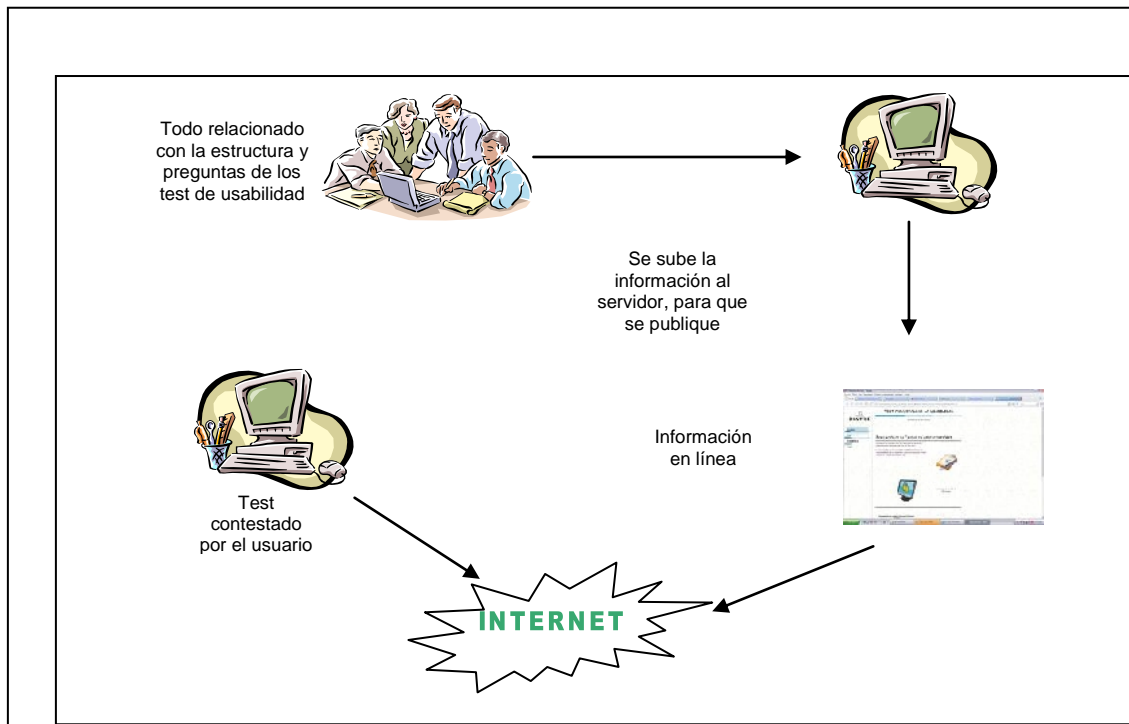 Todo relacionado
con la estructura y
preguntas de los
test de usabilidad
Se sube la
información al
servidor, para que
se publique
Información
en línea
Test
contestado
por el usuario
INTERNET